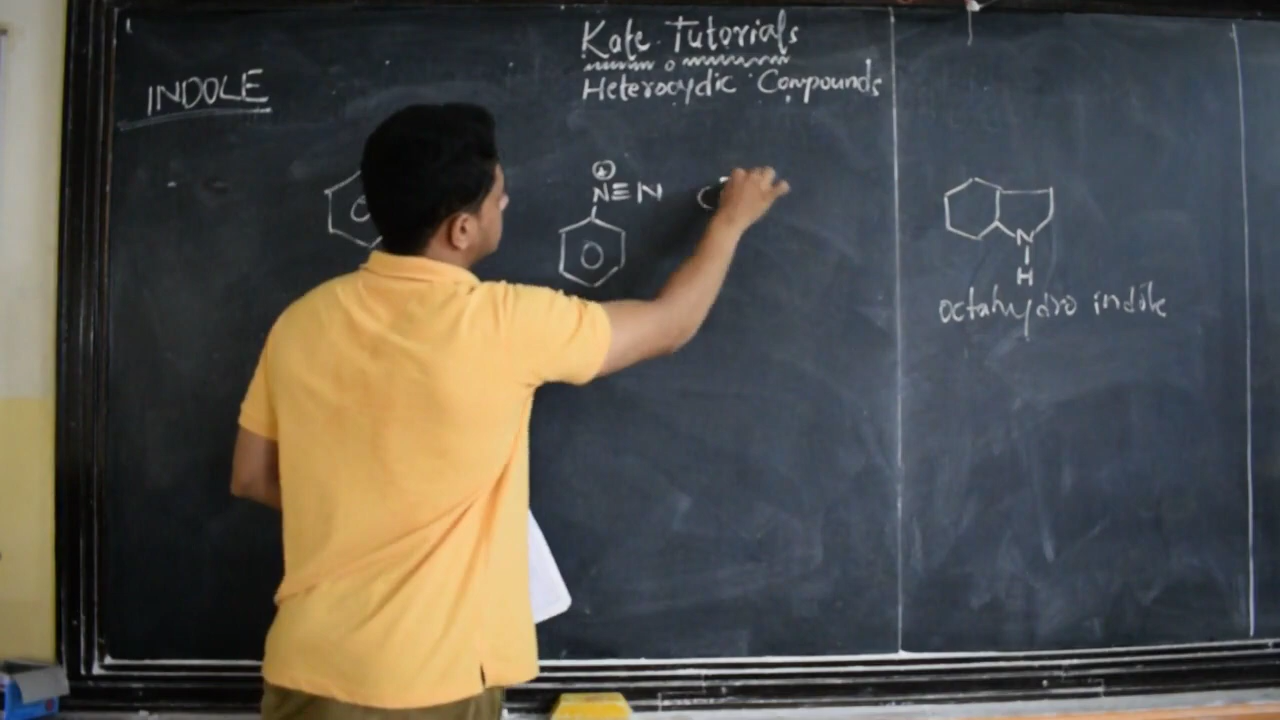 Kate Tutorials
Heterocyclic Compounds
INDOLE
⊕
N≡N
N
H
octahydro indole